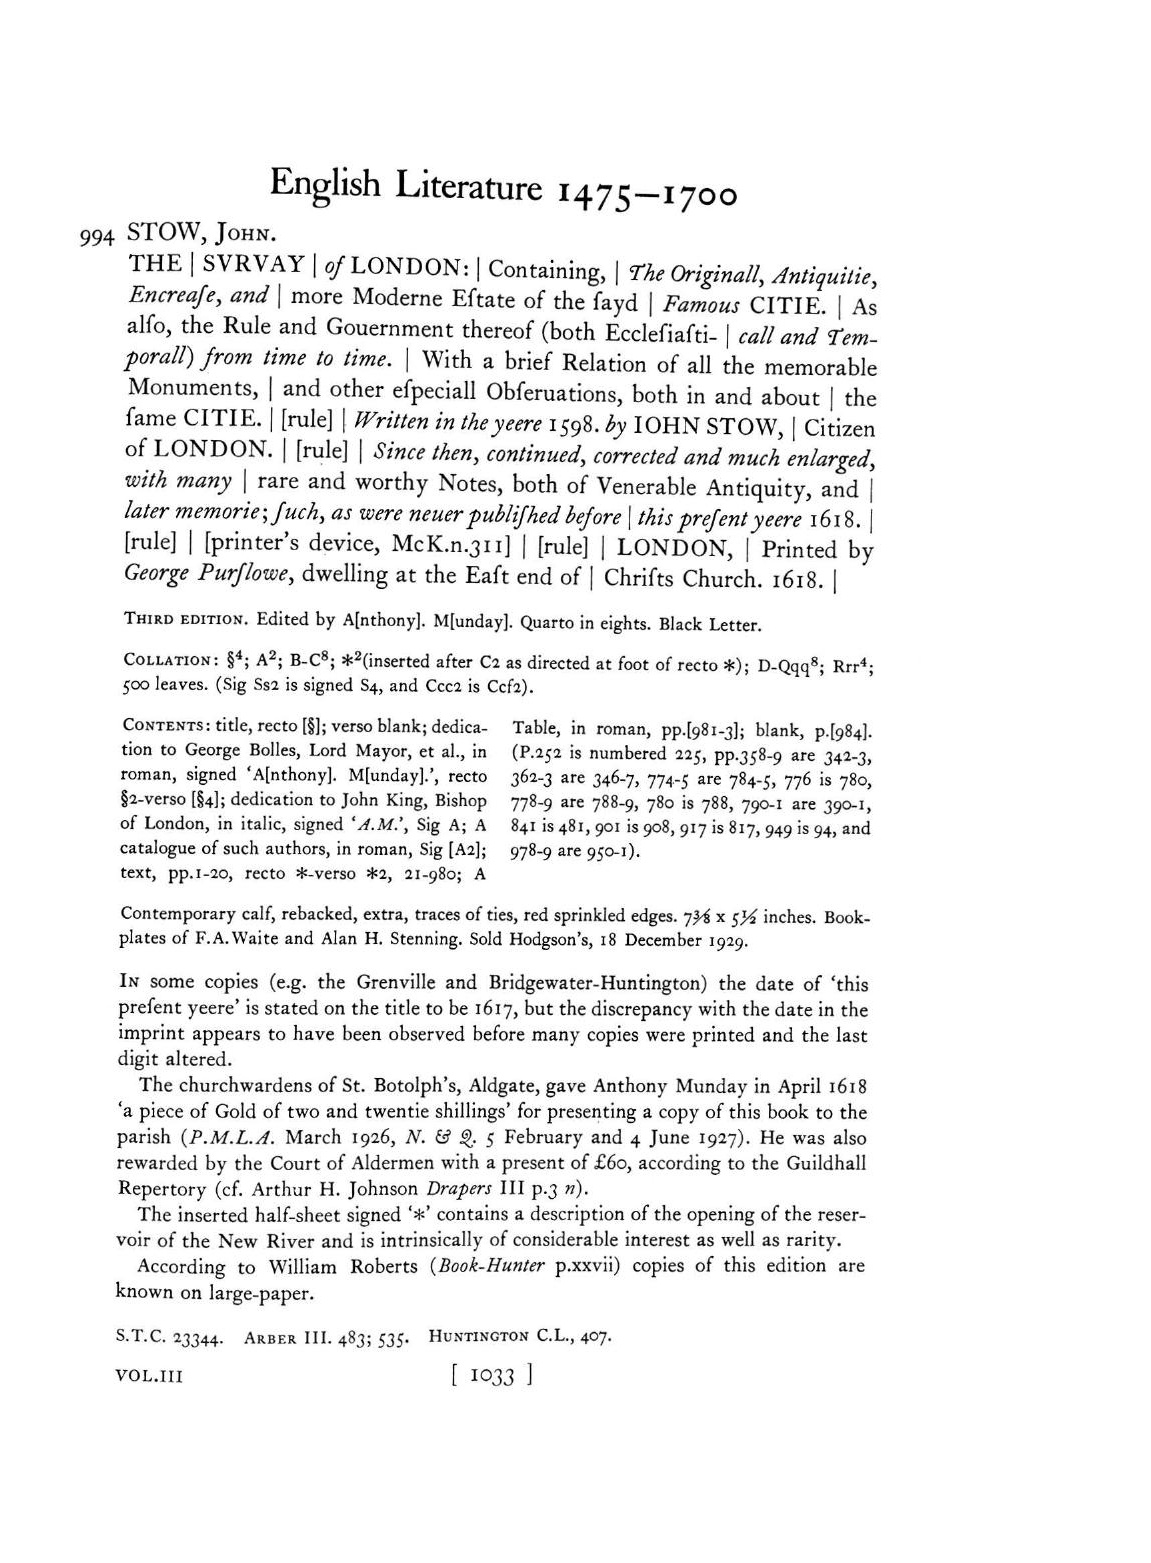 English Literature 1475—1700
994 STOW, JOHN.
THE | SVRVAY | of LONDON: | Containing, | The Originall, Antiquitie,
Encreaſe, and | more Moderne Eſtate of the ſayd | Famous CITIE. | As
alſo, the Rule and Gouernment thereof (both Eccleſiaſti- | call and Tem-
porall) from time to time. | With a brief Relation of all the memorable
Monuments, | and other eſpeciall Obſeruations, both in and about | the
ſame CITIE. | [rule] | Written in the yeere 1598. by IOHN STOW, | Citizen
of LONDON. | [rule] | Since then, continued, corrected and much enlarged,
with many | rare and worthy Notes, both of Venerable Antiquity, and |
later memorie; ſuch, as were neuer publiſhed before | this preſent yeere 1618. |
[rule] | [printer's device, McK.n.311] | [rule] | LONDON, | Printed by
George Purſlowe, dwelling at the Eaſt end of | Chriſts Church. 1618. |
THIRD EDITION. Edited by A[nthony]. M[unday]. Quarto in eights. Black Letter.
COLLATION: §⁴; A²; B-C⁸; *²(inserted after C2 as directed at foot of recto *); D-Qqq⁸; Rrr⁴;
500 leaves. (Sig Ss2 is signed S4, and Ccc2 is Ccf2).
CONTENTS: title, recto [§]; verso blank; dedica-
tion to George Bolles, Lord Mayor, et al., in
roman, signed 'A[nthony]. M[unday].', recto
§2-verso [§4]; dedication to John King, Bishop
of London, in italic, signed 'A.M.', Sig A; A
catalogue of such authors, in roman, Sig [A2];
text, pp.1-20, recto *-verso *2, 21-980; A
Table, in roman, pp.[981-3]; blank, p.[984].
(P.252 is numbered 225, pp.358-9 are 342-3,
362-3 are 346-7, 774-5 are 784-5, 776 is 780,
778-9 are 788-9, 780 is 788, 790-1 are 390-1,
841 is 481, 901 is 908, 917 is 817, 949 is 94, and
978-9 are 950-1).
Contemporary calf, rebacked, extra, traces of ties, red sprinkled edges. 7⅜ x 5½ inches. Book-
plates of F.A.Waite and Alan H. Stenning. Sold Hodgson's, 18 December 1929.
IN some copies (e.g. the Grenville and Bridgewater-Huntington) the date of 'this
preſent yeere' is stated on the title to be 1617, but the discrepancy with the date in the
imprint appears to have been observed before many copies were printed and the last
digit altered.
The churchwardens of St. Botolph's, Aldgate, gave Anthony Munday in April 1618
'a piece of Gold of two and twentie shillings' for presenting a copy of this book to the
parish (P.M.L.A. March 1926, N. & Q. 5 February and 4 June 1927). He was also
rewarded by the Court of Aldermen with a present of £60, according to the Guildhall
Repertory (cf. Arthur H. Johnson Drapers III p.3 n).
The inserted half-sheet signed '*' contains a description of the opening of the reser-
voir of the New River and is intrinsically of considerable interest as well as rarity.
According to William Roberts (Book-Hunter p.xxvii) copies of this edition are
known on large-paper.
S.T.C. 23344. ARBER III. 483; 535. HUNTINGTON C.L., 407.
VOL.III [ 1033 ]